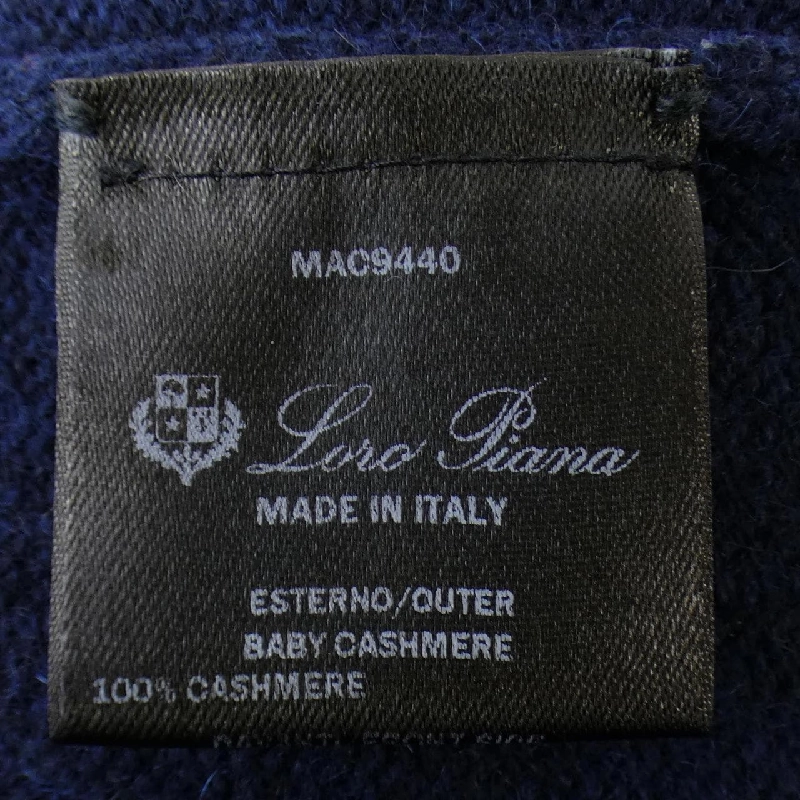 MAC9440
Loro Piana
MADE IN ITALY
ESTERNO/OUTER
BABY CASHMERE
100% CASHMERE